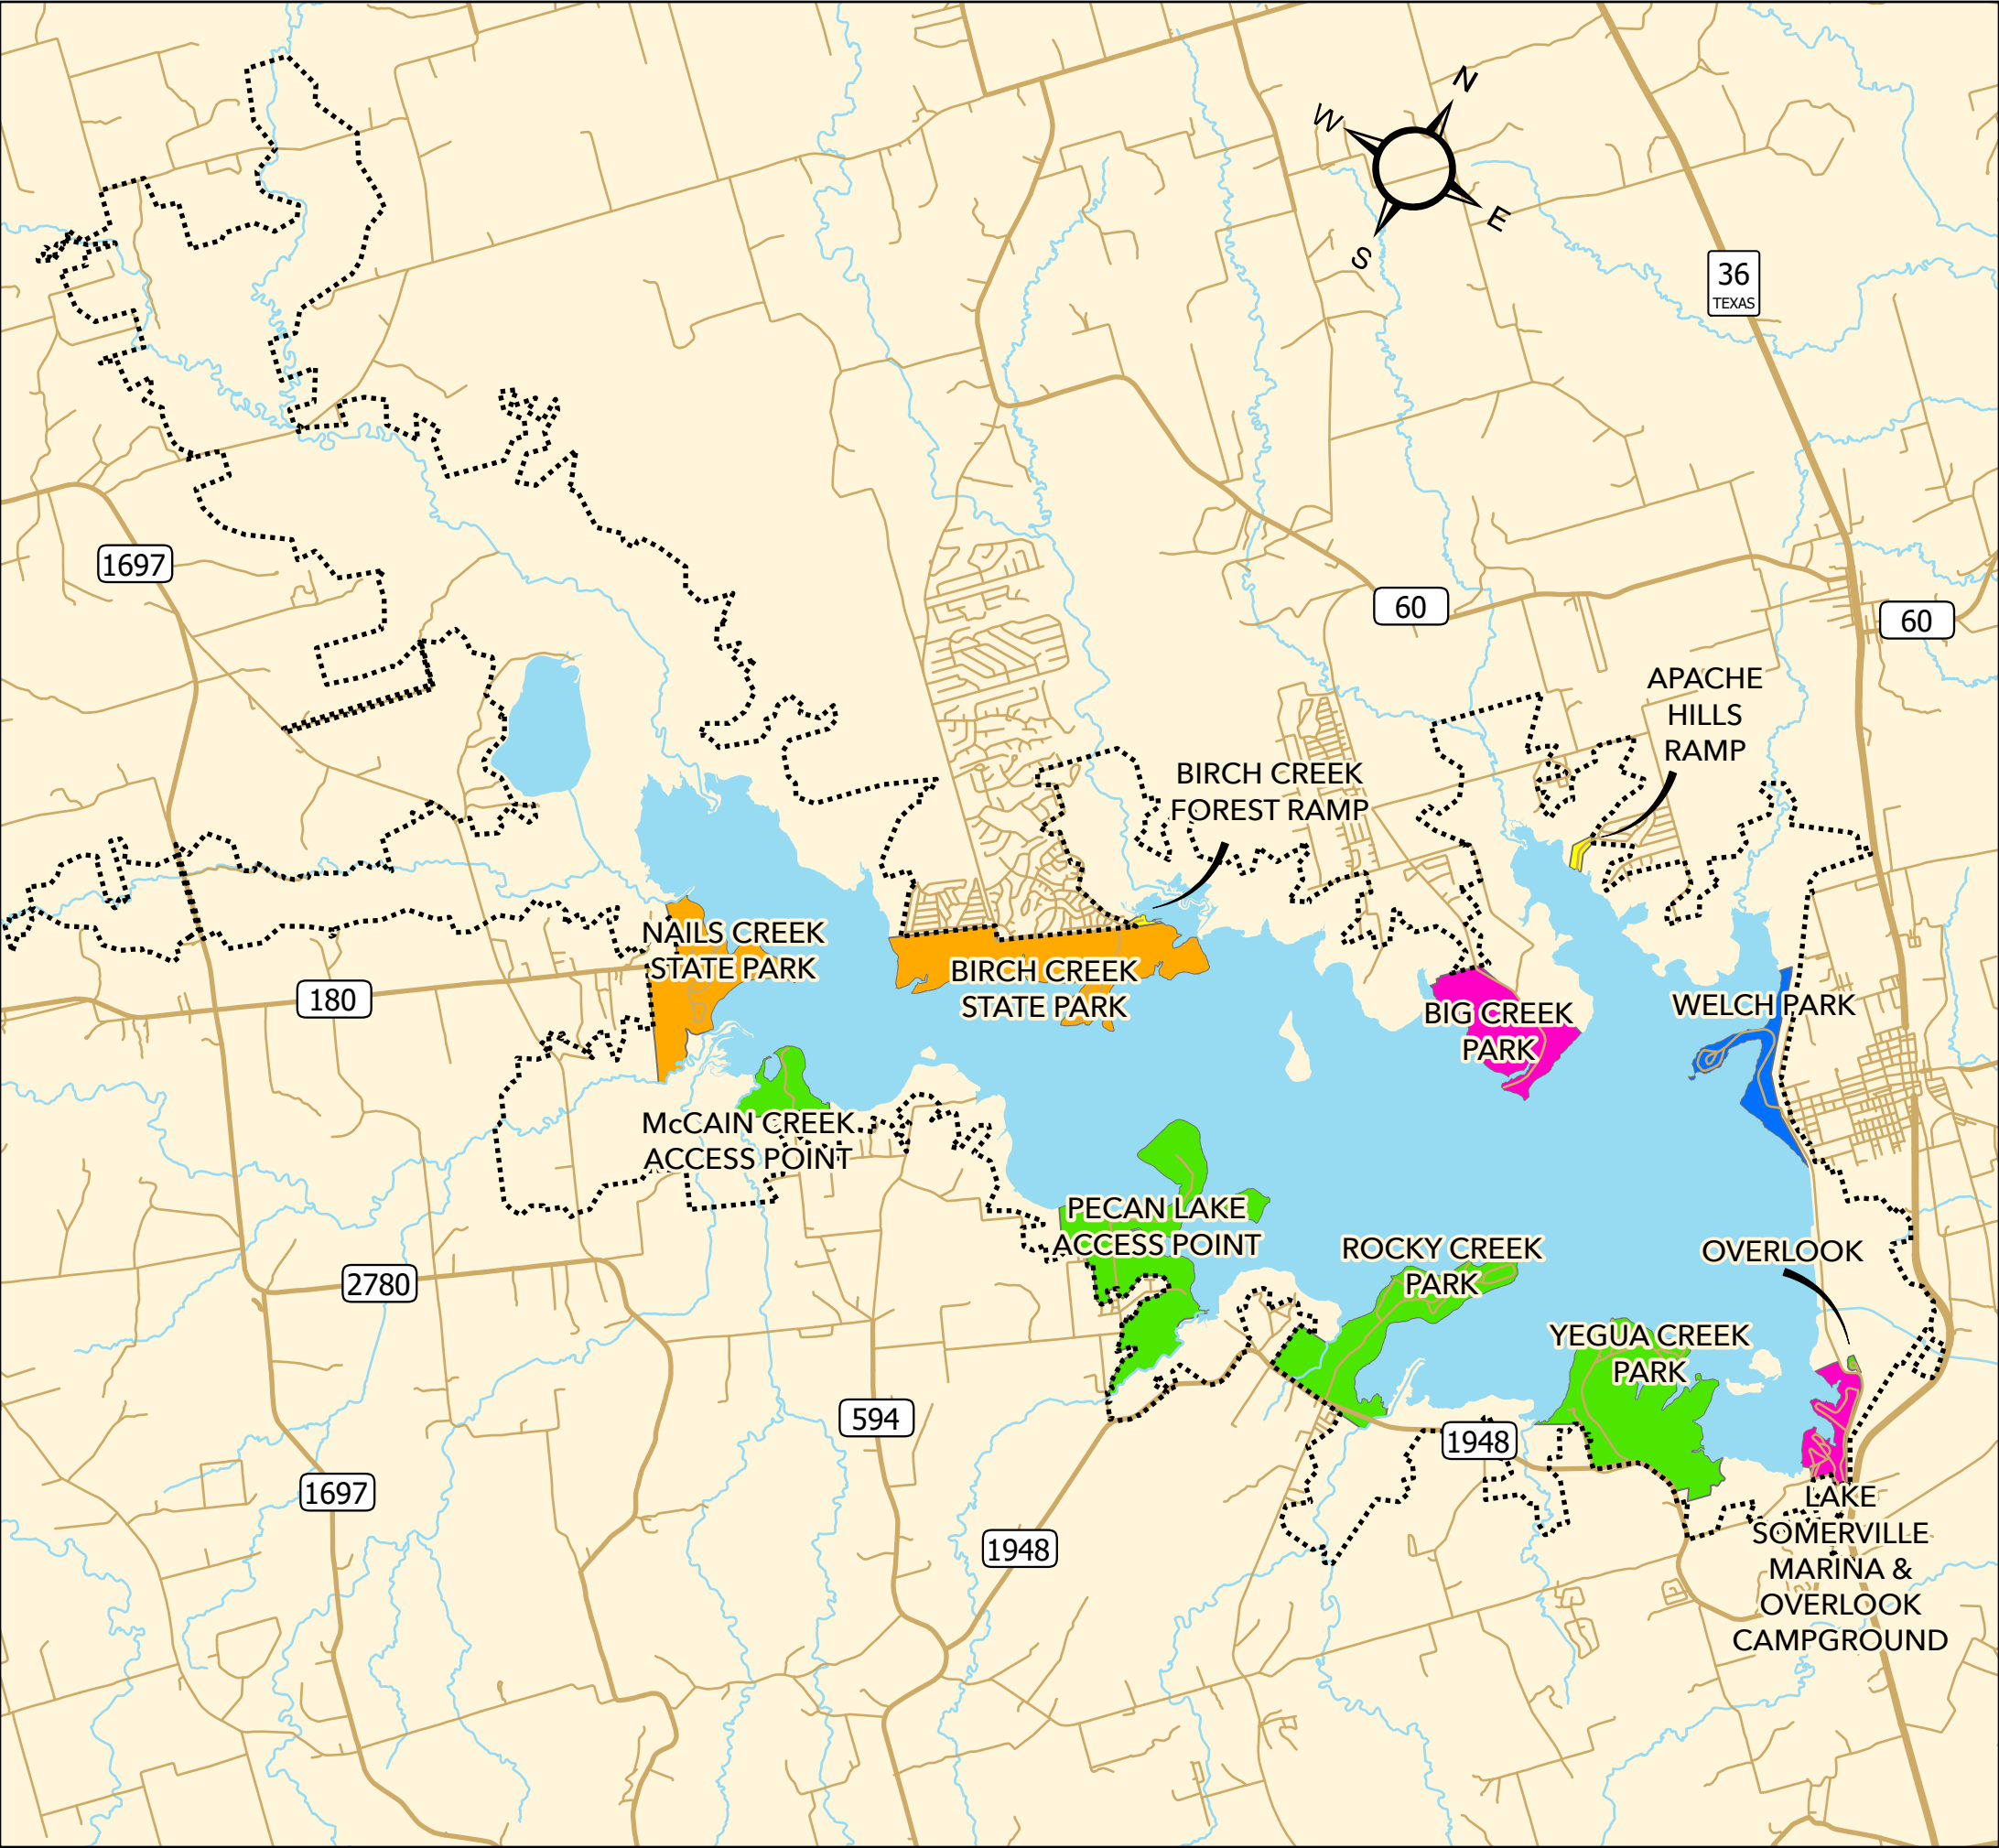 N
W
E
S
36
TEXAS
1697
60
60
APACHE
HILLS
RAMP
BIRCH CREEK
FOREST RAMP
NAILS CREEK
STATE PARK
BIRCH CREEK
STATE PARK
180
BIG CREEK
PARK
WELCH PARK
McCAIN CREEK
ACCESS POINT
PECAN LAKE
ACCESS POINT
ROCKY CREEK
PARK
OVERLOOK
2780
YEGUA CREEK
PARK
594
1948
1697
LAKE
SOMERVILLE
MARINA &
OVERLOOK
CAMPGROUND
1948